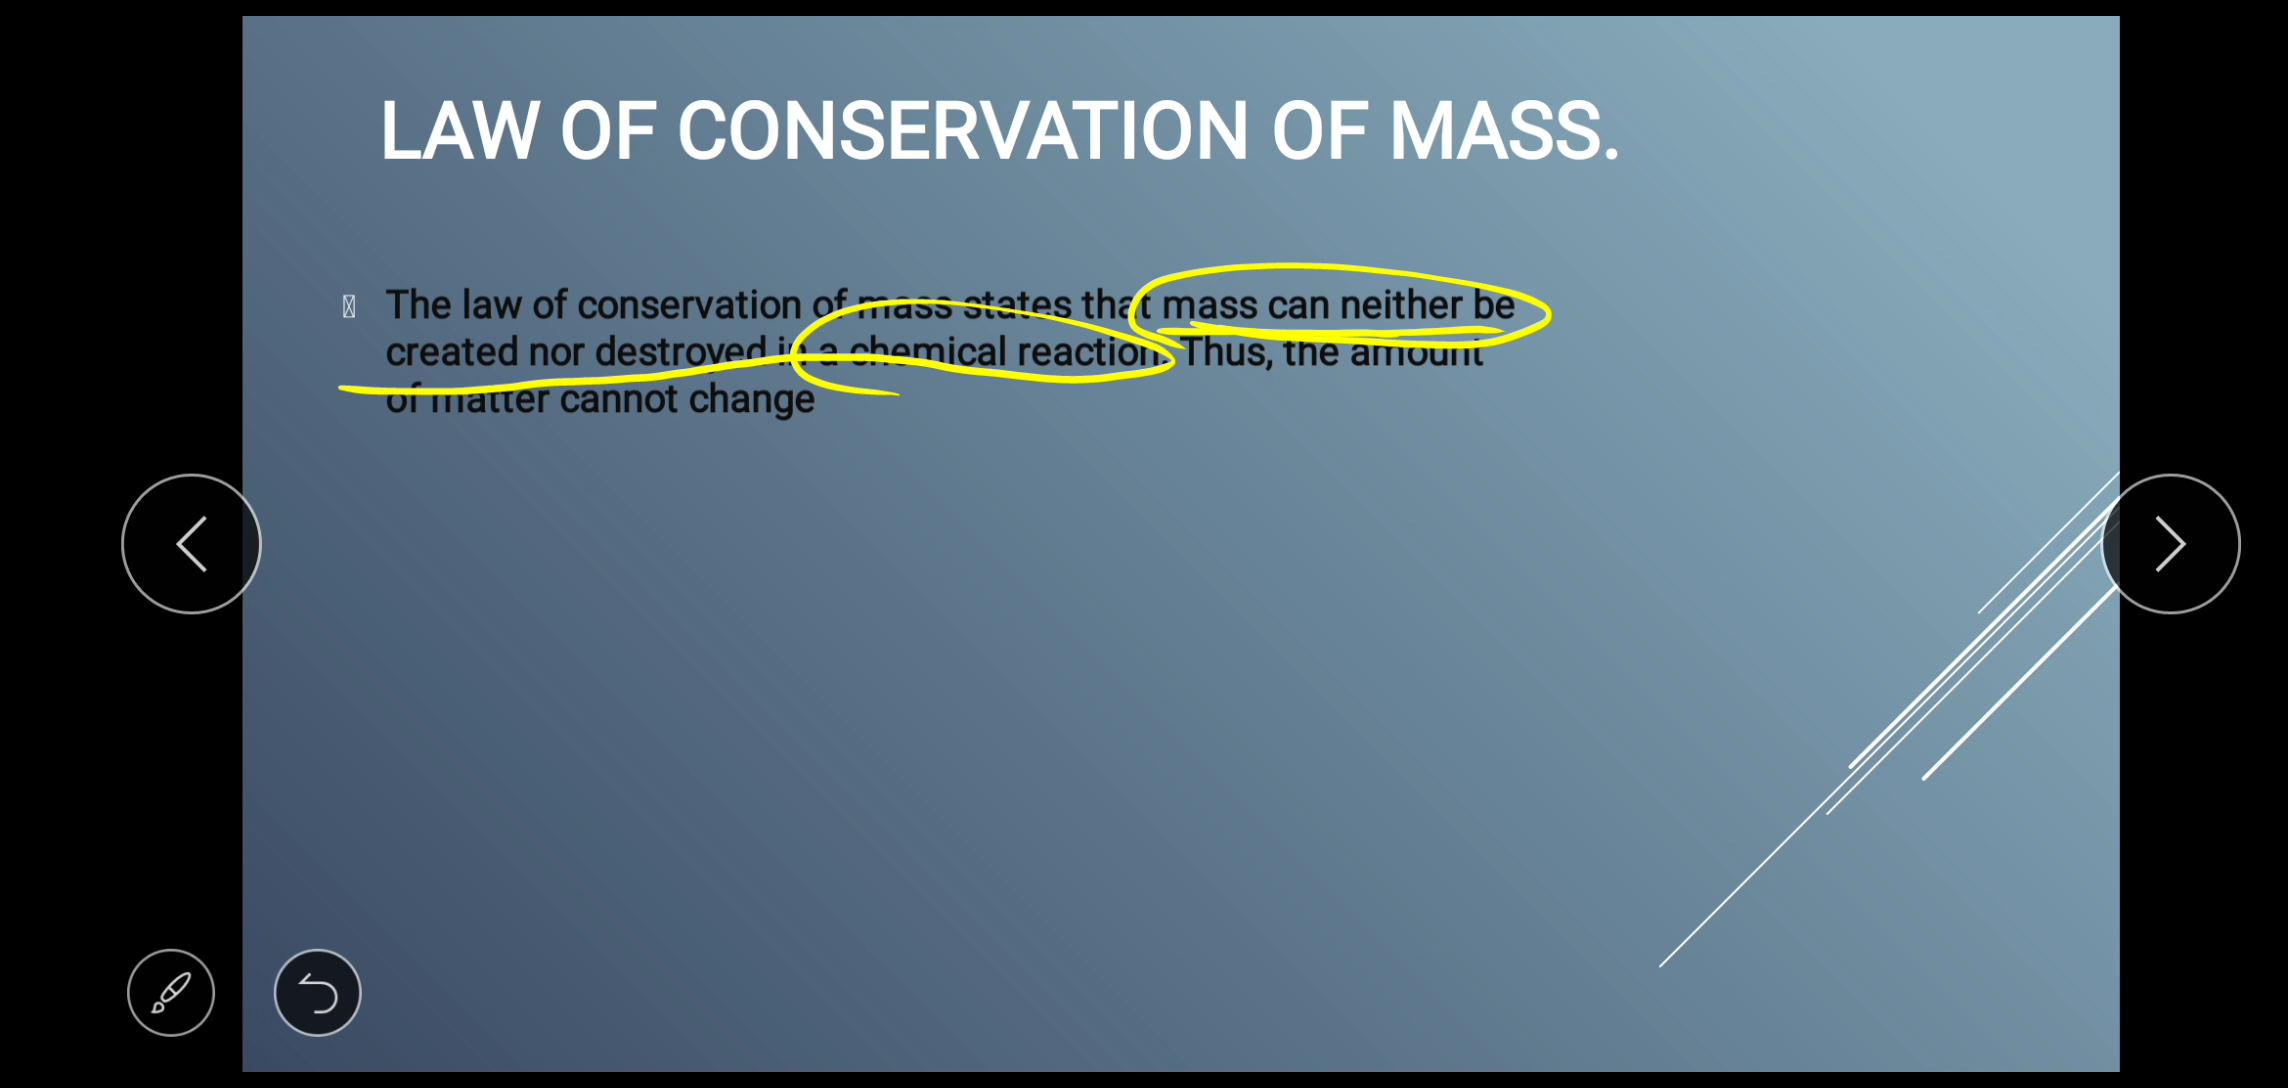 LAW OF CONSERVATION OF MASS.
The law of conservation of mass states that mass can neither be
created nor destroyed in a chemical reaction. Thus, the amount
of matter cannot change